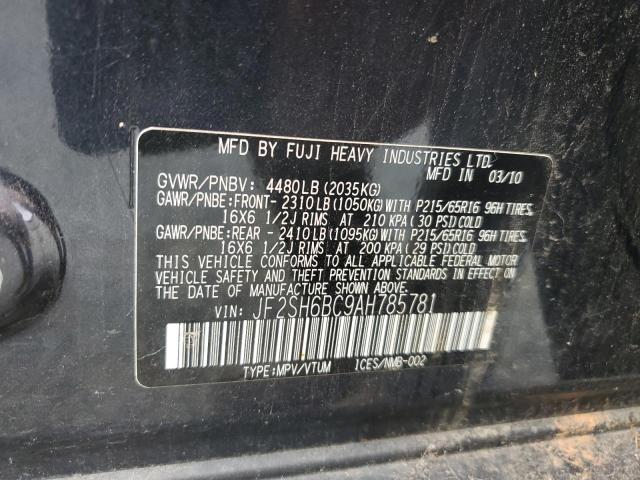 MFD BY FUJI HEAVY INDUSTRIES LTD.
MFD IN 03/10
GVWR/PNBV: 4480LB(2035KG)
GAWR/PNBE:FRONT- 2310LB(1050KG)WITH P215/65R16 96H TIRES,
16X6 1/2J RIMS AT 210 KPA(30 PSI)COLD
GAWR/PNBE:REAR - 2410LB(1095KG)WITH P215/65R16 96H TIRES,
16X6 1/2J RIMS AT 200 KPA(29 PSI)COLD
THIS VEHICLE CONFORMS TO ALL APPLICABLE FEDERAL MOTOR
VEHICLE SAFETY AND THEFT PREVENTION STANDARDS IN EFFECT ON
THE DATE OF MANUFACTURE SHOWN ABOVE.
VIN: JF2SH6BC9AH785781
TYPE:MPV/VTUM ICES/NMB-002